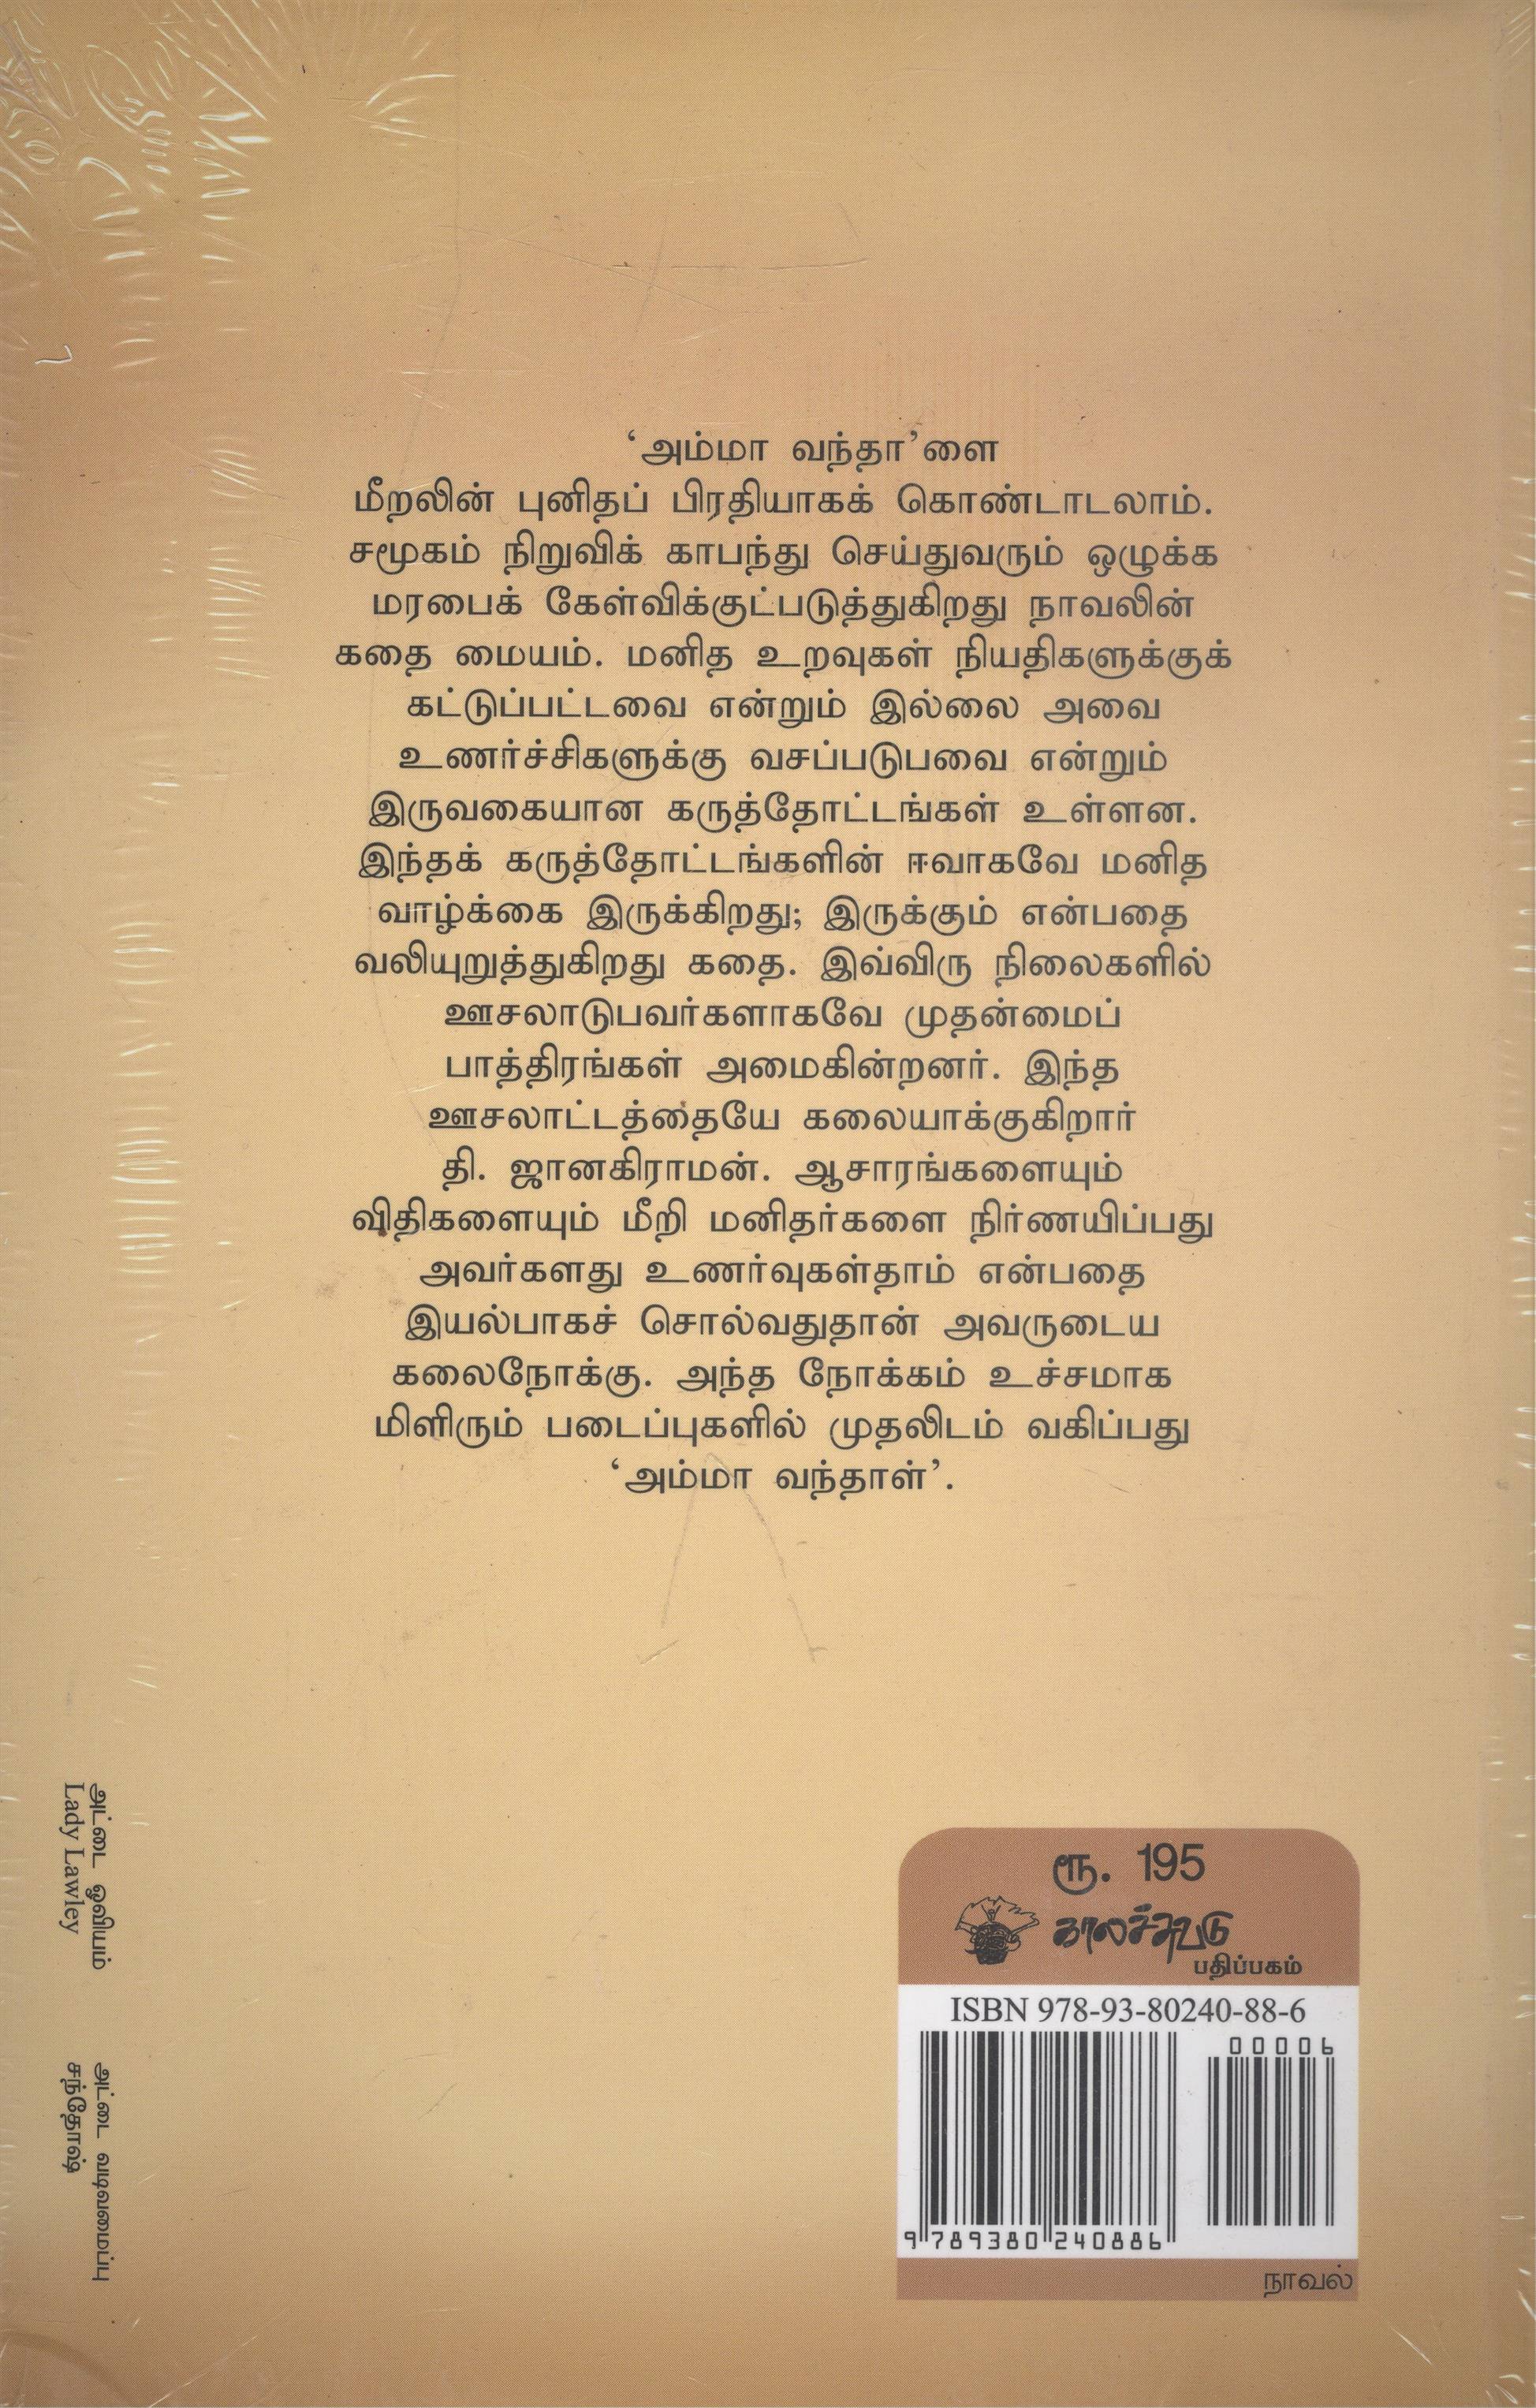 ‘அம்மா வந்தா’ளை
மீறலின் புனிதப் பிரதியாகக் கொண்டாடலாம்.
சமூகம் நிறுவிக் காபந்து செய்துவரும் ஒழுக்க
மரபைக் கேள்விக்குட்படுத்துகிறது நாவலின்
கதை மையம். மனித உறவுகள் நியதிகளுக்குக்
கட்டுப்பட்டவை என்றும் இல்லை அவை
உணர்ச்சிகளுக்கு வசப்படுபவை என்றும்
இருவகையான கருத்தோட்டங்கள் உள்ளன.
இந்தக் கருத்தோட்டங்களின் ஈவாகவே மனித
வாழ்க்கை இருக்கிறது; இருக்கும் என்பதை
வலியுறுத்துகிறது கதை. இவ்விரு நிலைகளில்
ஊசலாடுபவர்களாகவே முதன்மைப்
பாத்திரங்கள் அமைகின்றனர். இந்த
ஊசலாட்டத்தையே கலையாக்குகிறார்
தி. ஜானகிராமன். ஆசாரங்களையும்
விதிகளையும் மீறி மனிதர்களை நிர்ணயிப்பது
அவர்களது உணர்வுகள்தாம் என்பதை
இயல்பாகச் சொல்வதுதான் அவருடைய
கலைநோக்கு. அந்த நோக்கம் உச்சமாக
மிளிரும் படைப்புகளில் முதலிடம் வகிப்பது
‘அம்மா வந்தாள்’.
அட்டை ஓவியம்
Lady Lawley
அட்டை வடிவமைப்பு
சந்தோஷ்
ரூ. 195
காலச்சுவடு
பதிப்பகம்
ISBN 978-93-80240-88-6
00006
9 789380 240886
நாவல்